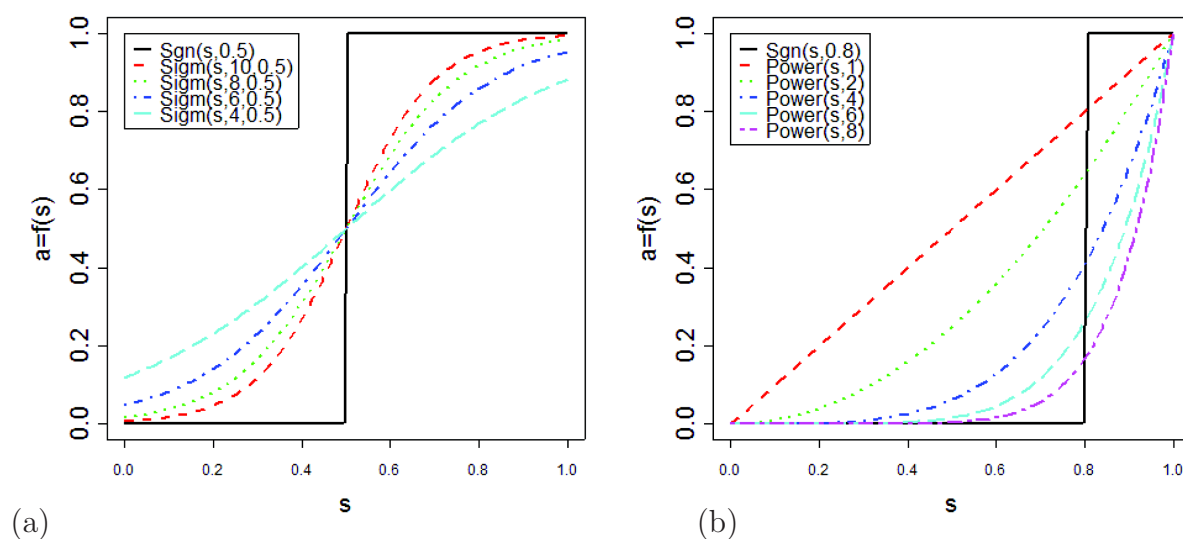 Sgn(s,0.5)
Sigm(s,10,0.5)
Sigm(s,8,0.5)
Sigm(s,6,0.5)
Sigm(s,4,0.5)
a=f(s)
0.0 0.2 0.4 0.6 0.8 1.0
0.0 0.2 0.4 0.6 0.8 1.0
s
(a)
Sgn(s,0.8)
Power(s,1)
Power(s,2)
Power(s,4)
Power(s,6)
Power(s,8)
a=f(s)
0.0 0.2 0.4 0.6 0.8 1.0
0.0 0.2 0.4 0.6 0.8 1.0
s
(b)